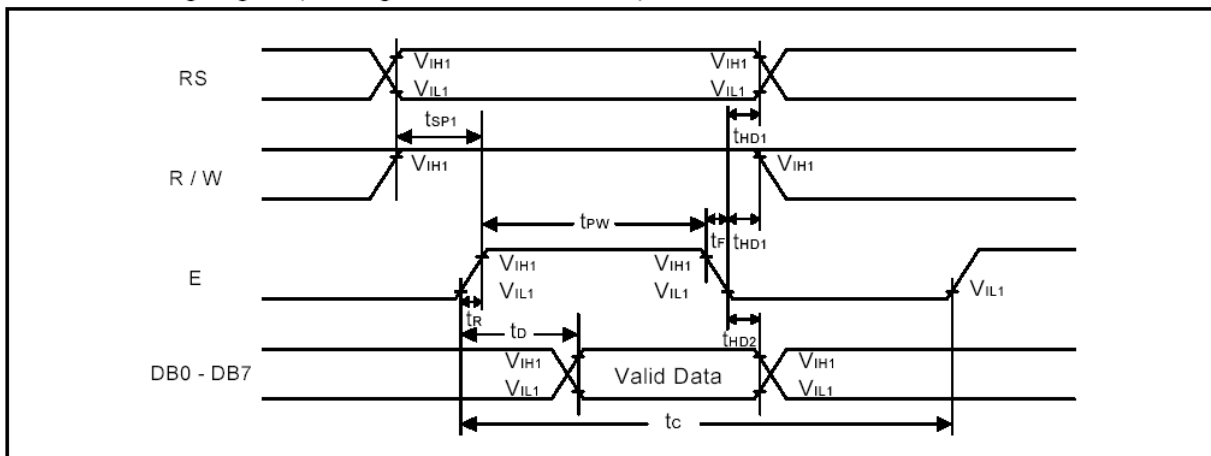 RS
VIH1 VIH1
VIL1 VIL1
tSP1 tHD1
R / W VIH1 VIH1
tPW tF tHD1
E VIH1 VIH1
VIL1 VIL1 VIL1
tR tD tHD2
DB0 - DB7 VIH1 Valid Data VIH1
VIL1 VIL1
tC